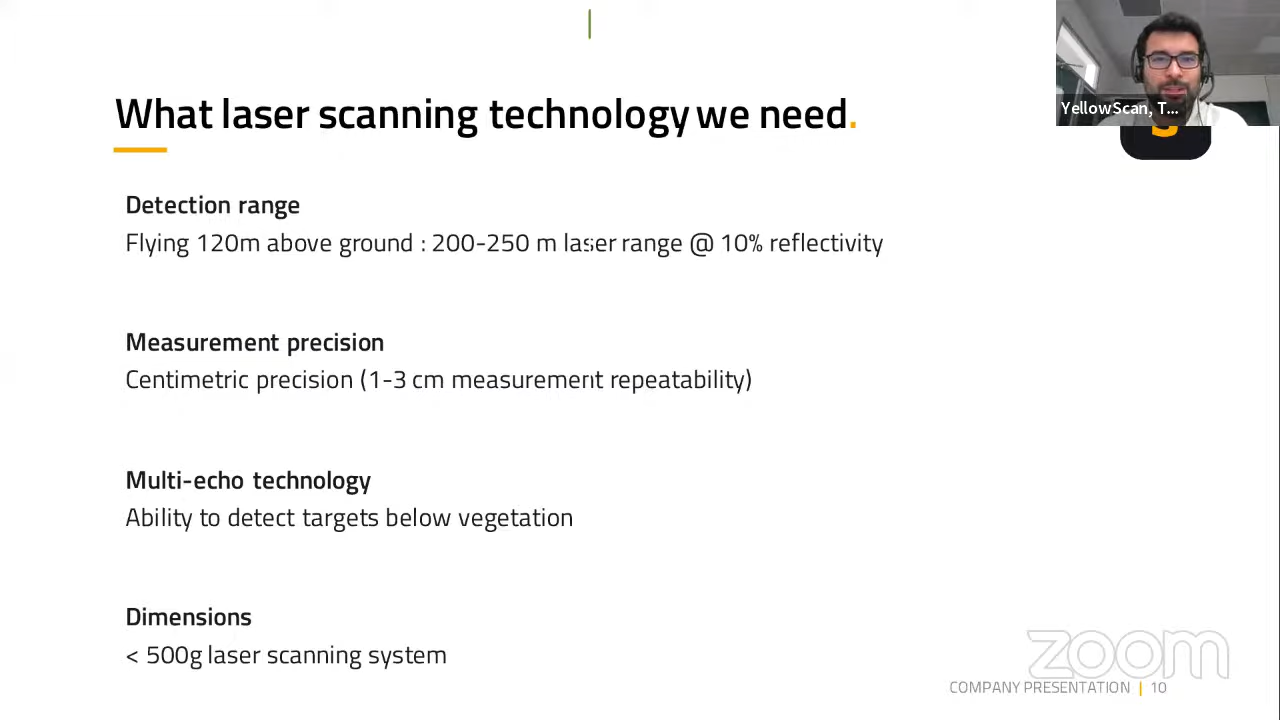 What laser scanning technology we need.
YellowScan, T...
Detection range
Flying 120m above ground : 200-250 m laser range @ 10% reflectivity
Measurement precision
Centimetric precision (1-3 cm measurement repeatability)
Multi-echo technology
Ability to detect targets below vegetation
Dimensions
< 500g laser scanning system
zoom
COMPANY PRESENTATION | 10